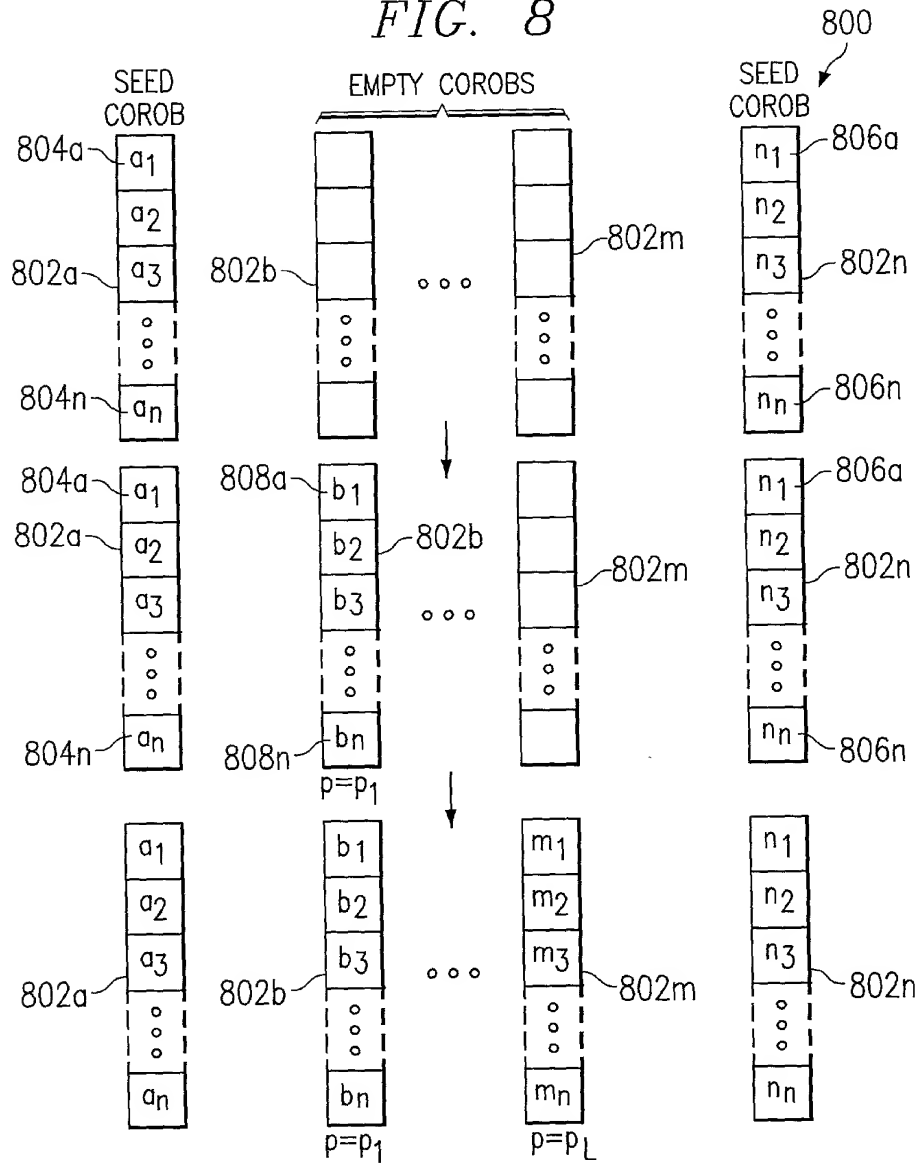 FIG. 8
800
SEED COROB
EMPTY COROBS
SEED COROB
804a a1 806a n1
a2 n2
802a a3 802b 802m n3 802n
804n an nn 806n
804a a1 808a b1 n1 806a
802a a2 b2 802b 802m n2 802n
a3 b3 n3
804n an 808n bn nn 806n
p=p1
a1 b1 m1 n1
a2 b2 m2 n2
802a a3 802b b3 m3 802m n3 802n
an bn mn nn
p=p1 p=pL